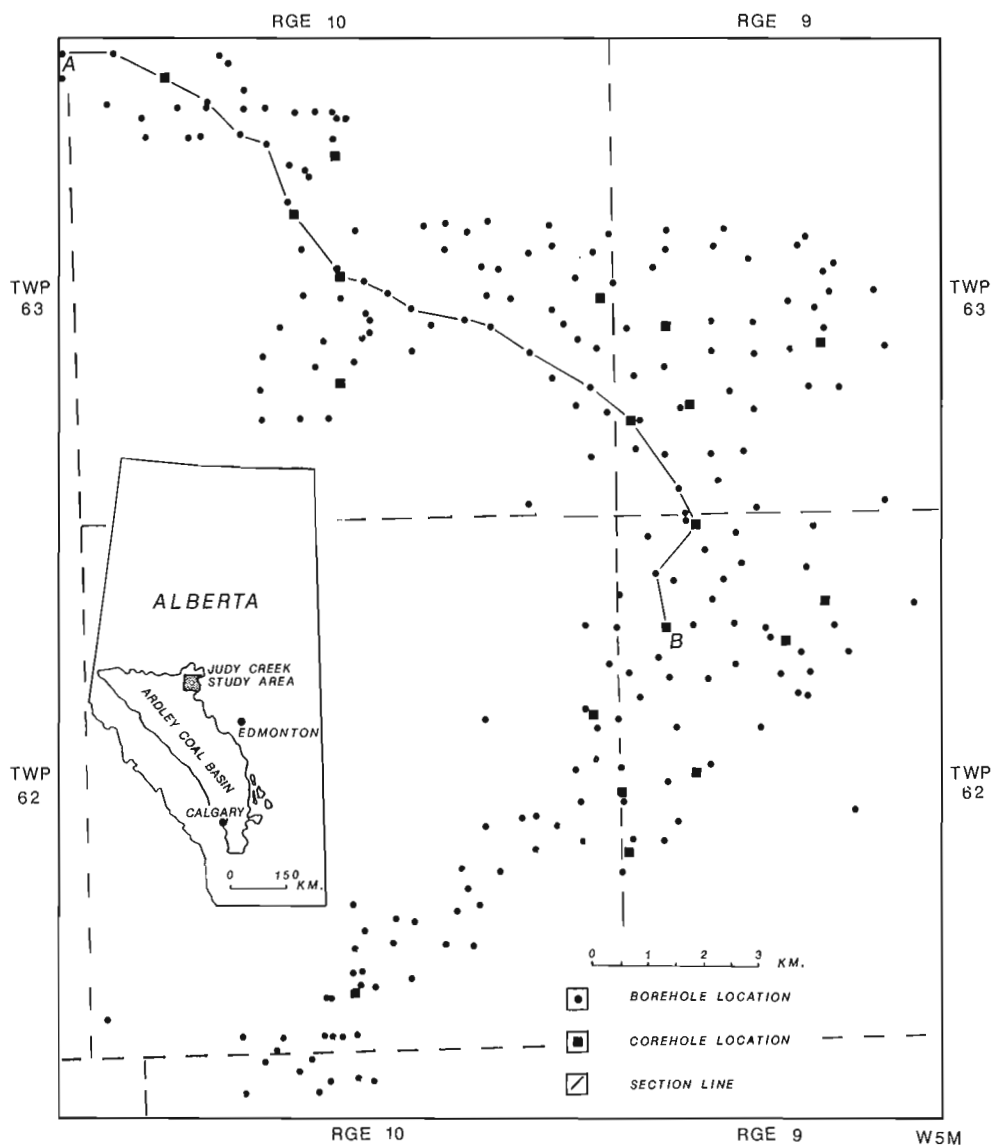 RGE 10
RGE 9
A
TWP
63
TWP
63
ALBERTA
JUDY CREEK
STUDY AREA
ARDLEY COAL BASIN
EDMONTON
CALGARY
0 150
KM.
B
TWP
62
TWP
62
0 1 2 3
KM.
BOREHOLE LOCATION
COREHOLE LOCATION
SECTION LINE
RGE 10
RGE 9
W5M